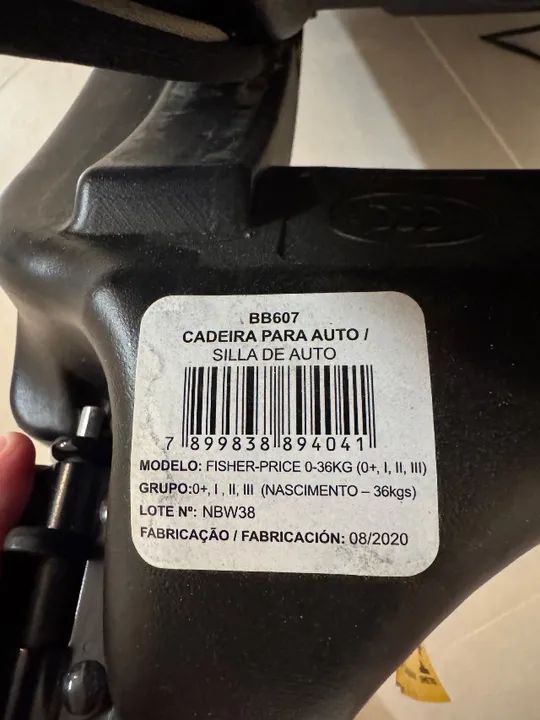 BB607
CADEIRA PARA AUTO /
SILLA DE AUTO
7 899838 894041
MODELO: FISHER-PRICE 0-36KG (0+, I, II, III)
GRUPO:0+, I , II, III (NASCIMENTO – 36kgs)
LOTE Nº: NBW38
FABRICAÇÃO / FABRICACIÓN: 08/2020